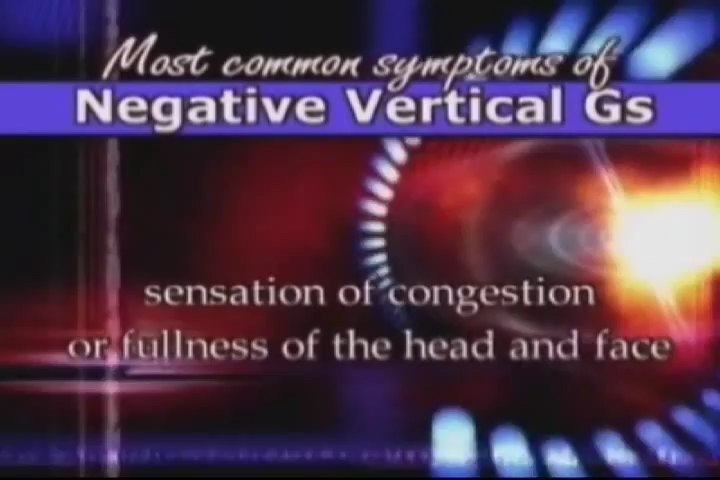 Most common symptoms of
Negative Vertical Gs
sensation of congestion
or fullness of the head and face